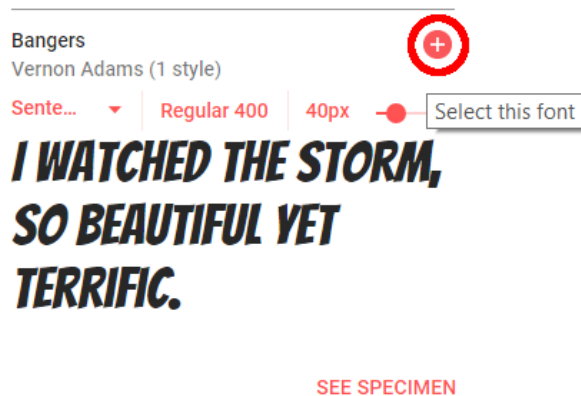 Bangers
Vernon Adams (1 style)
Sente... Regular 400 40px Select this font
I WATCHED THE STORM,
SO BEAUTIFUL YET
TERRIFIC.
SEE SPECIMEN